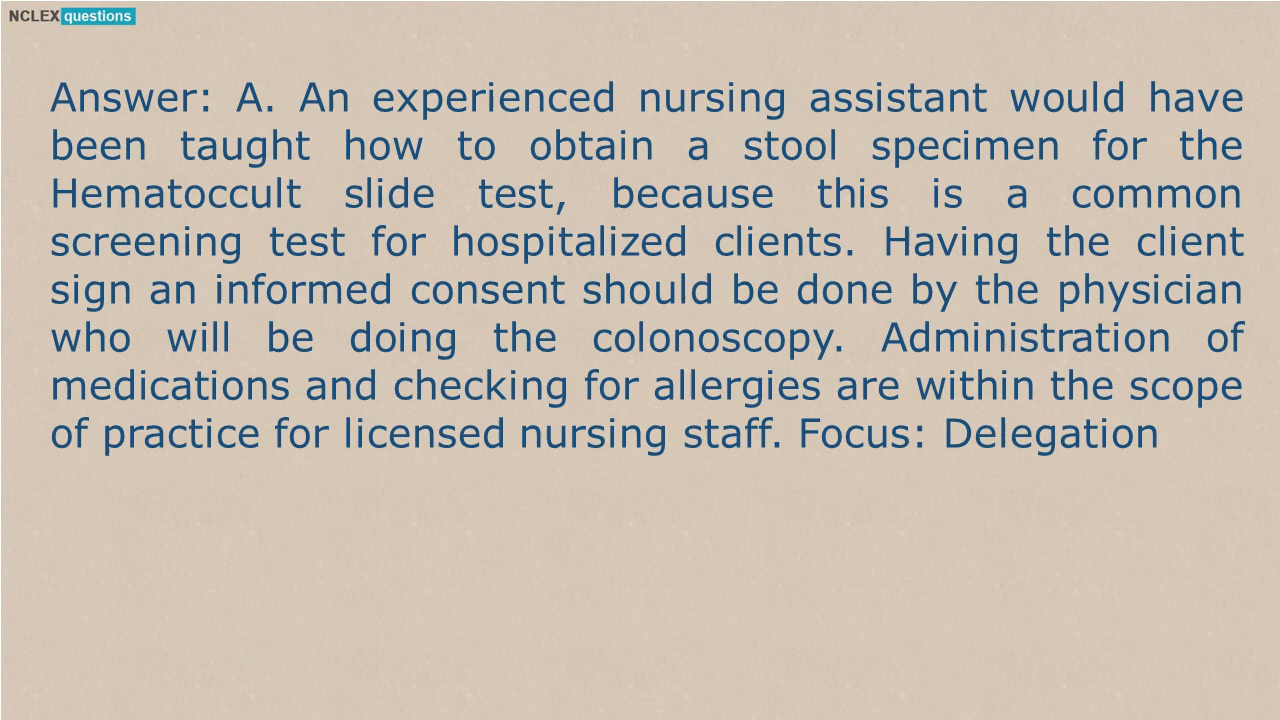 NCLEX questions
Answer: A. An experienced nursing assistant would have
been taught how to obtain a stool specimen for the
Hematoccult slide test, because this is a common
screening test for hospitalized clients. Having the client
sign an informed consent should be done by the physician
who will be doing the colonoscopy. Administration of
medications and checking for allergies are within the scope
of practice for licensed nursing staff. Focus: Delegation